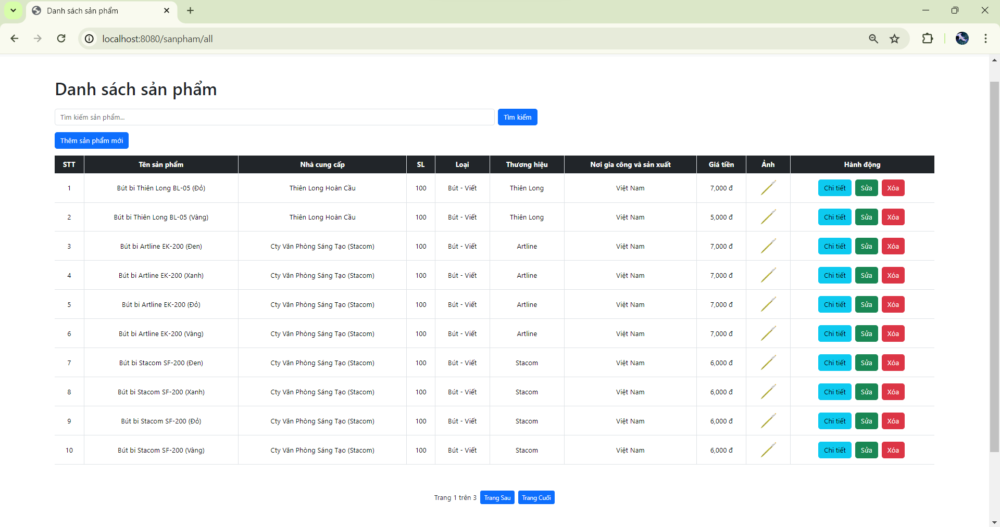 Danh sách sản phẩm
localhost:8080/sanpham/all
Danh sách sản phẩm
Tìm kiếm sản phẩm... Tìm kiếm
Thêm sản phẩm mới
STT Tên sản phẩm Nhà cung cấp SL Loại Thương hiệu Nơi gia công và sản xuất Giá tiền Ảnh Hành động
1 Bút bi Thiên Long BL-05 (Đỏ) Thiên Long Hoàn Cầu 100 Bút - Viết Thiên Long Việt Nam 7,000 đ Chi tiết Sửa Xóa
2 Bút bi Thiên Long BL-05 (Vàng) Thiên Long Hoàn Cầu 100 Bút - Viết Thiên Long Việt Nam 5,000 đ Chi tiết Sửa Xóa
3 Bút bi Artline EK-200 (Đen) Cty Văn Phòng Sáng Tạo (Stacom) 100 Bút - Viết Artline Việt Nam 7,000 đ Chi tiết Sửa Xóa
4 Bút bi Artline EK-200 (Xanh) Cty Văn Phòng Sáng Tạo (Stacom) 100 Bút - Viết Artline Việt Nam 7,000 đ Chi tiết Sửa Xóa
5 Bút bi Artline EK-200 (Đỏ) Cty Văn Phòng Sáng Tạo (Stacom) 100 Bút - Viết Artline Việt Nam 7,000 đ Chi tiết Sửa Xóa
6 Bút bi Artline EK-200 (Vàng) Cty Văn Phòng Sáng Tạo (Stacom) 100 Bút - Viết Artline Việt Nam 7,000 đ Chi tiết Sửa Xóa
7 Bút bi Stacom SF-200 (Đen) Cty Văn Phòng Sáng Tạo (Stacom) 100 Bút - Viết Stacom Việt Nam 6,000 đ Chi tiết Sửa Xóa
8 Bút bi Stacom SF-200 (Xanh) Cty Văn Phòng Sáng Tạo (Stacom) 100 Bút - Viết Stacom Việt Nam 6,000 đ Chi tiết Sửa Xóa
9 Bút bi Stacom SF-200 (Đỏ) Cty Văn Phòng Sáng Tạo (Stacom) 100 Bút - Viết Stacom Việt Nam 6,000 đ Chi tiết Sửa Xóa
10 Bút bi Stacom SF-200 (Vàng) Cty Văn Phòng Sáng Tạo (Stacom) 100 Bút - Viết Stacom Việt Nam 6,000 đ Chi tiết Sửa Xóa
Trang 1 trên 3 Trang Sau Trang Cuối